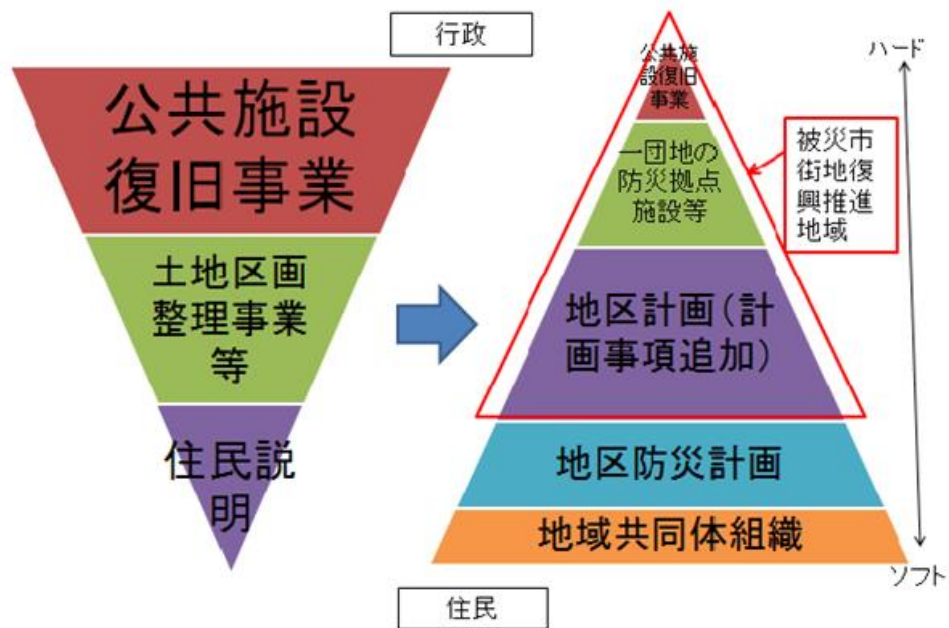 行政
公共施設
復旧事業
土地区画
整理事業
等
住民説
明
公共施
設復旧
事業
一団地の
防災拠点
施設等
地区計画(計
画事項追加)
地区防災計画
地域共同体組織
被災市
街地復
興推進
地域
ハード
ソフト
住民